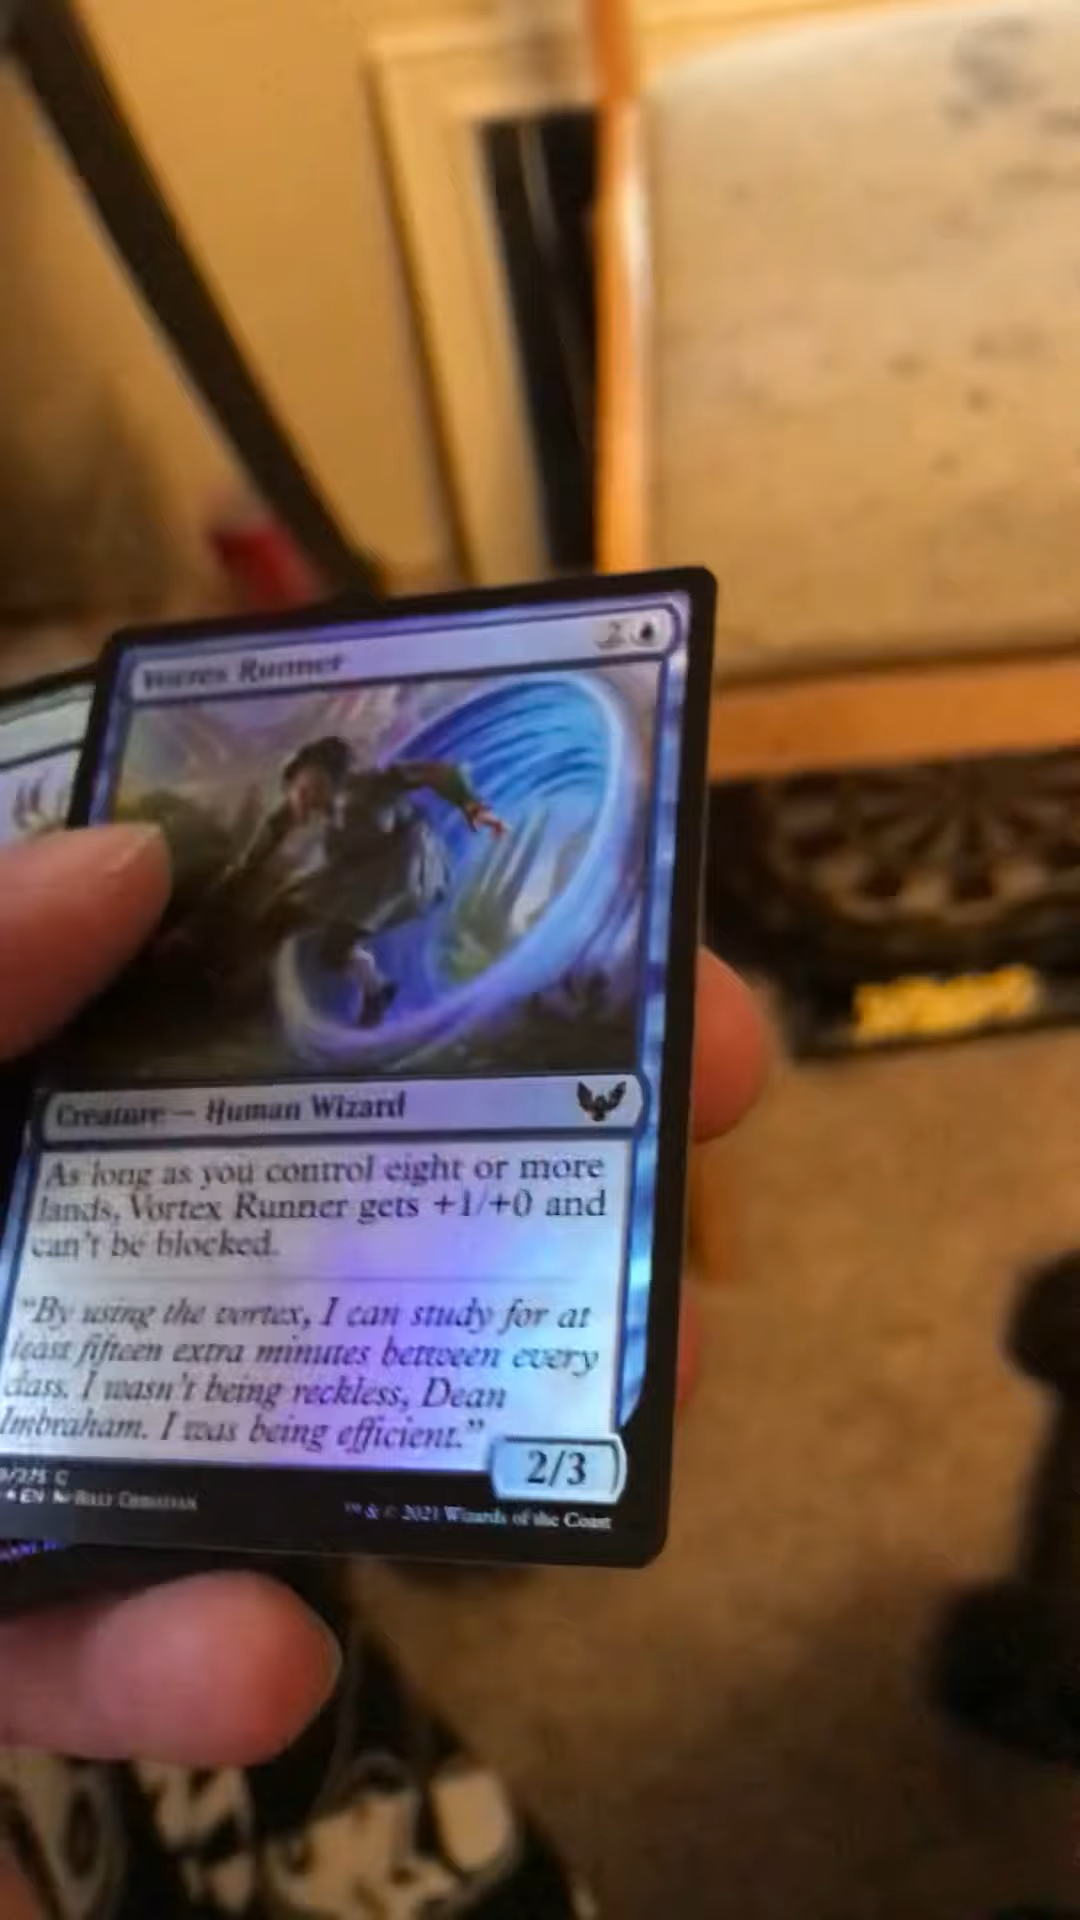 Vortex Runner
2
Creature — Human Wizard
As long as you control eight or more
lands, Vortex Runner gets +1/+0 and
can't be blocked.
"By using the vortex, I can study for at
least fifteen extra minutes between every
class. I wasn't being reckless, Dean
Imbraham. I was being efficient."
2/3
/275 C
EN Billy Christian
™ & © 2021 Wizards of the Coast